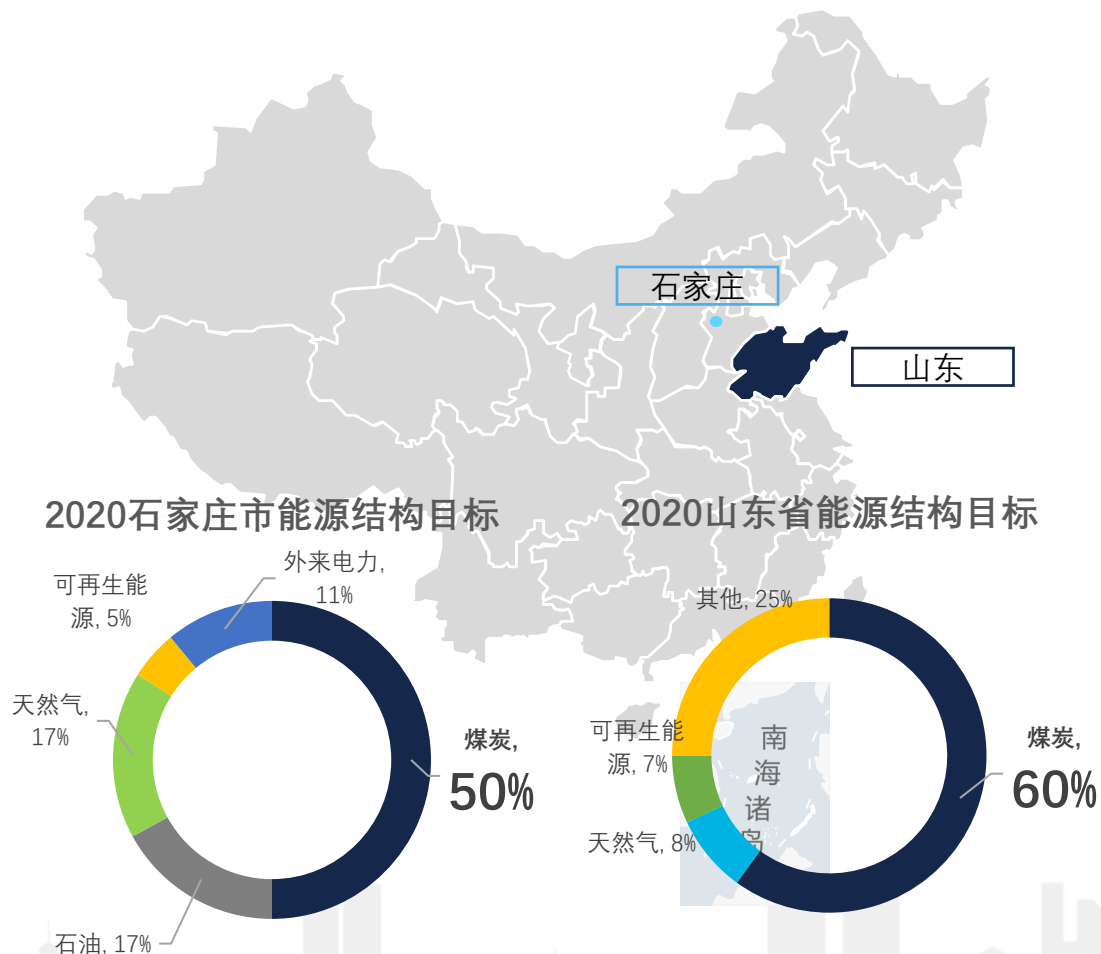 石家庄
山东
2020石家庄市能源结构目标
外来电力,
11%
可再生能
源, 5%
天然气,
17%
煤炭,
50%
石油, 17%
2020山东省能源结构目标
其他, 25%
可再生能
源, 7%
天然气, 8%
煤炭,
60%
南
海
诸
岛